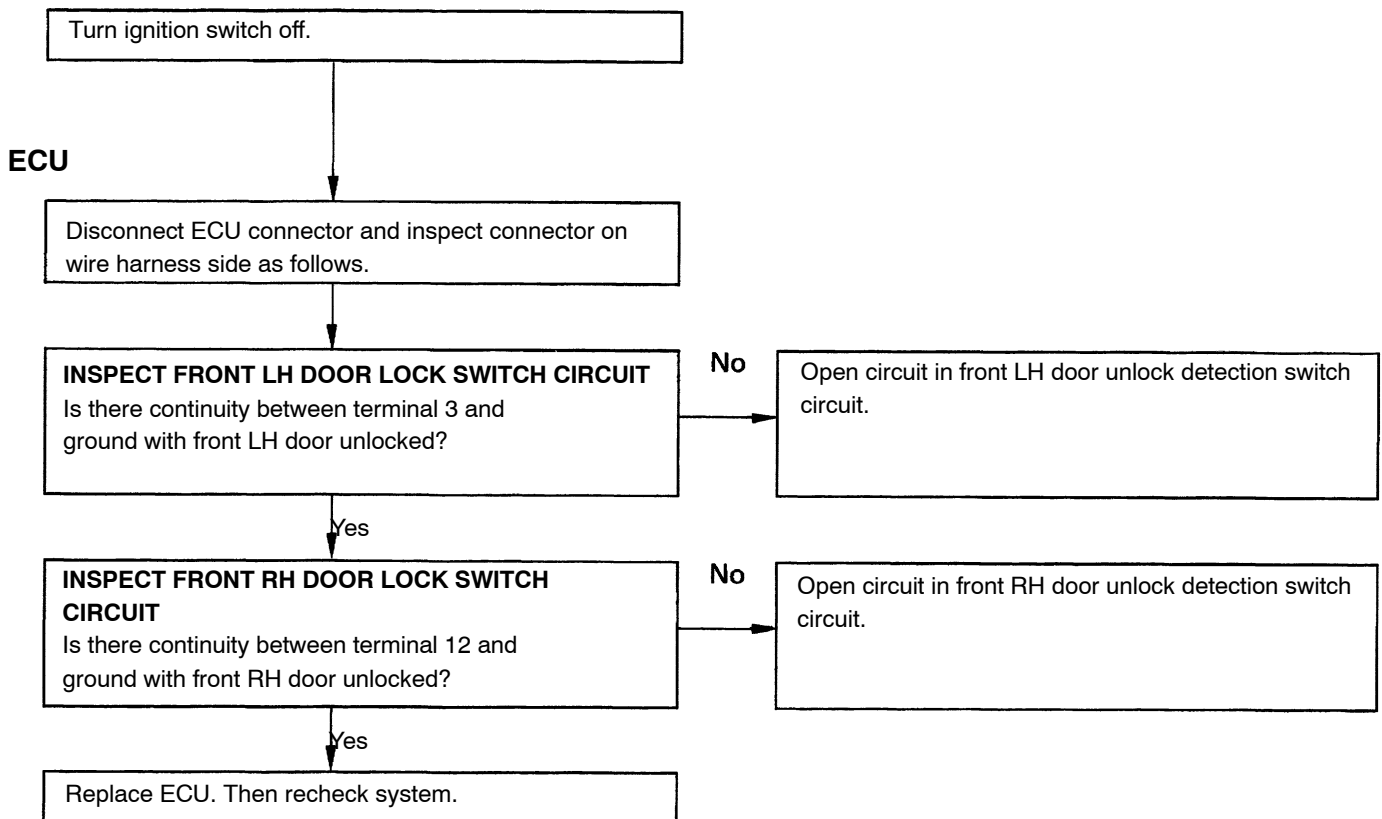 Turn ignition switch off.
ECU
Disconnect ECU connector and inspect connector on
wire harness side as follows.
INSPECT FRONT LH DOOR LOCK SWITCH CIRCUIT
Is there continuity between terminal 3 and
ground with front LH door unlocked?
No
Open circuit in front LH door unlock detection switch
circuit.
Yes
INSPECT FRONT RH DOOR LOCK SWITCH
CIRCUIT
Is there continuity between terminal 12 and
ground with front RH door unlocked?
No
Open circuit in front RH door unlock detection switch
circuit.
Yes
Replace ECU. Then recheck system.